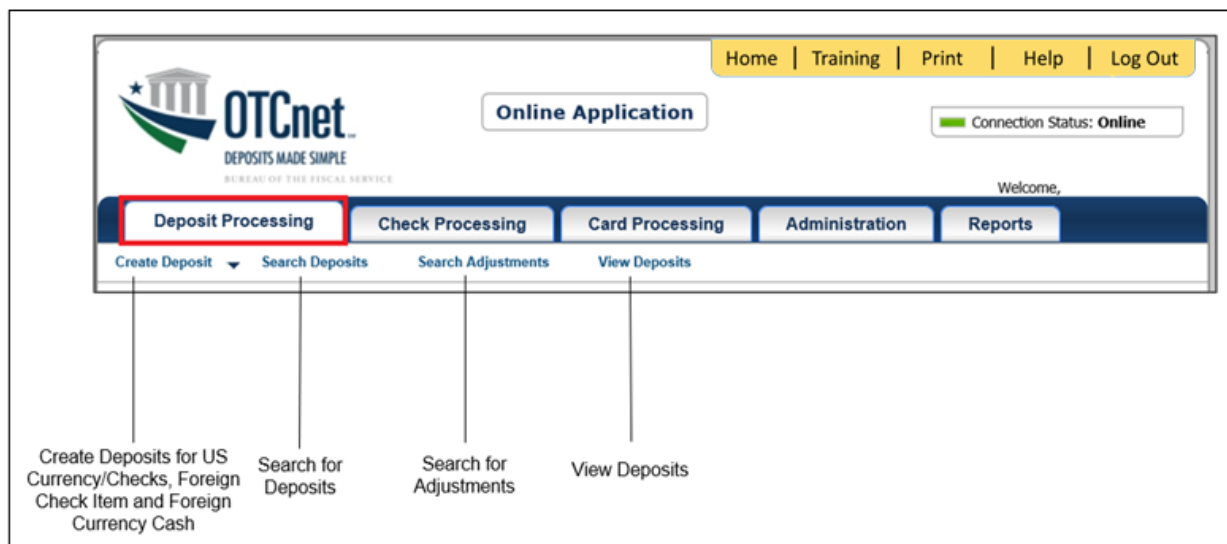 Home | Training | Print | Help | Log Out
OTCnet™
DEPOSITS MADE SIMPLE
BUREAU OF THE FISCAL SERVICE
Online Application
Connection Status: Online
Welcome,
Deposit Processing Check Processing Card Processing Administration Reports
Create Deposit Search Deposits Search Adjustments View Deposits
Create Deposits for US
Currency/Checks, Foreign
Check Item and Foreign
Currency Cash
Search for
Deposits
Search for
Adjustments
View Deposits